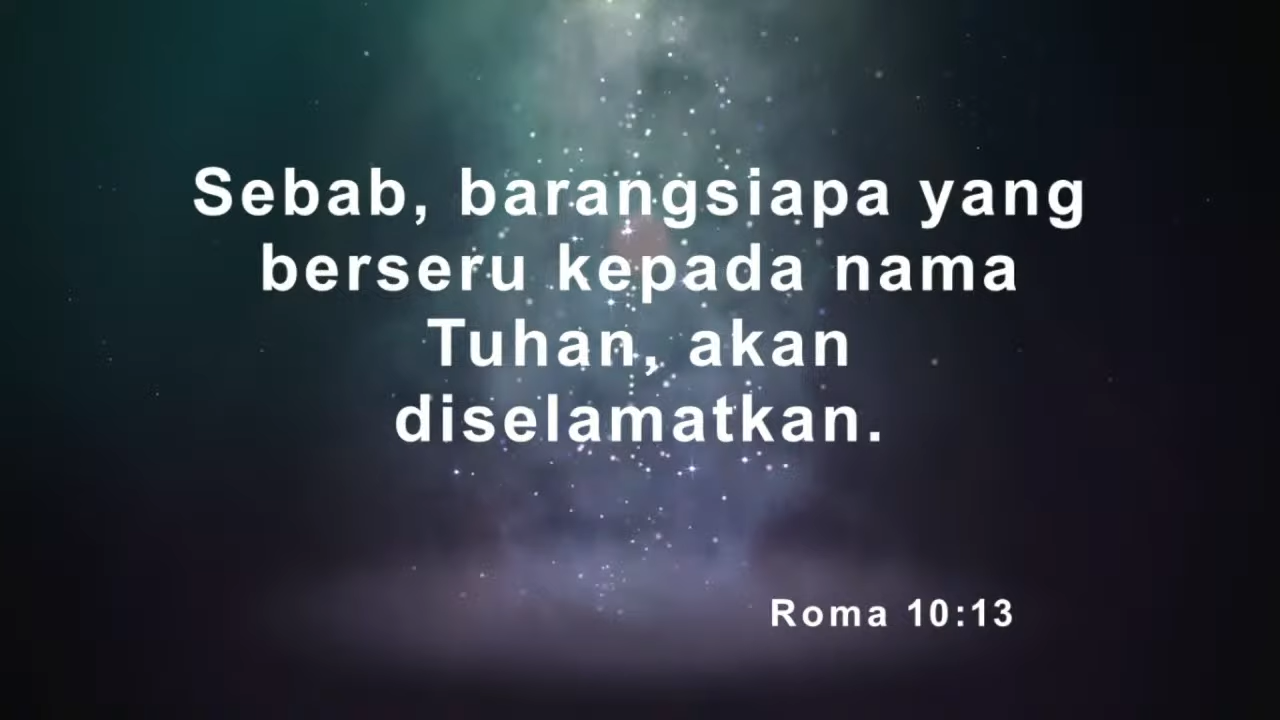 Sebab, barangsiapa yang
berseru kepada nama
Tuhan, akan
diselamatkan.
Roma 10:13